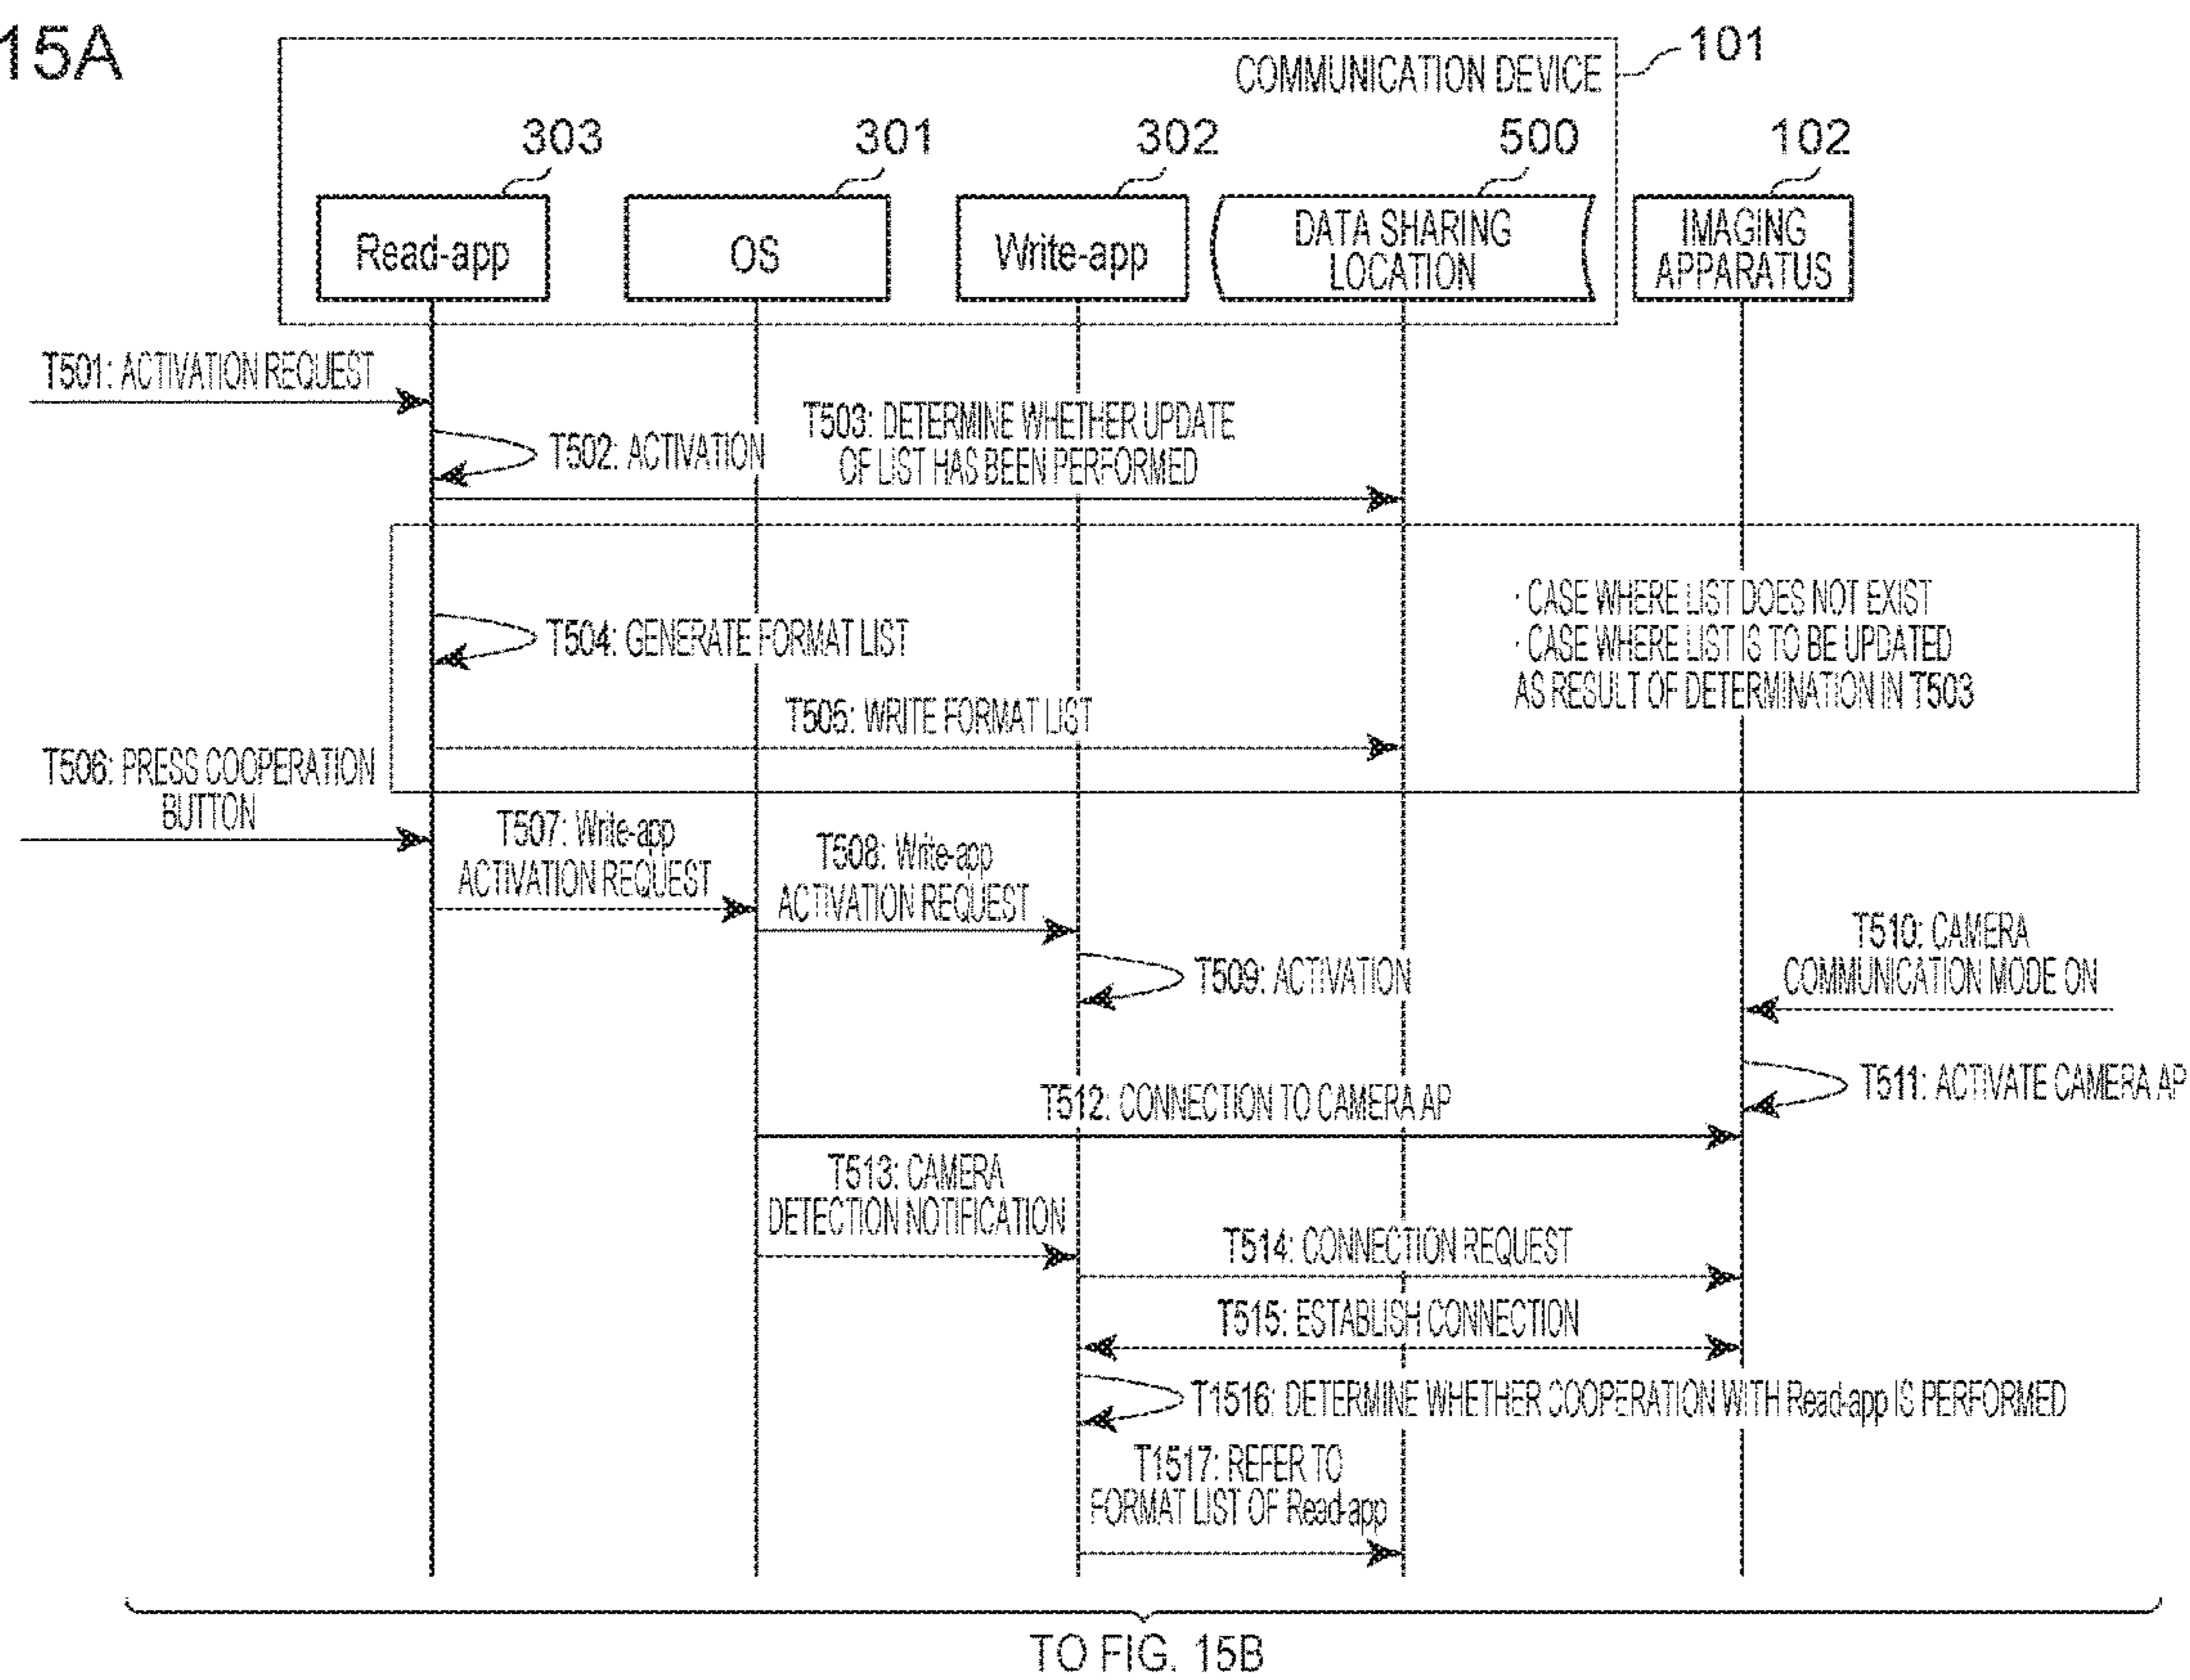 15A
COMMUNICATION DEVICE
101
303
301
302
500
102
Read-app
OS
Write-app
DATA SHARING
LOCATION
IMAGING
APPARATUS
T501: ACTIVATION REQUEST
T502: ACTIVATION
T503: DETERMINE WHETHER UPDATE
OF LIST HAS BEEN PERFORMED
· CASE WHERE LIST DOES NOT EXIST
· CASE WHERE LIST IS TO BE UPDATED
AS RESULT OF DETERMINATION IN T503
T504: GENERATE FORMAT LIST
T505: WRITE FORMAT LIST
T506: PRESS COOPERATION
BUTTON
T507: Write-app
ACTIVATION REQUEST
T508: Write-app
ACTIVATION REQUEST
T509: ACTIVATION
T510: CAMERA
COMMUNICATION MODE ON
T511: ACTIVATE CAMERA AP
T512: CONNECTION TO CAMERA AP
T513: CAMERA
DETECTION NOTIFICATION
T514: CONNECTION REQUEST
T515: ESTABLISH CONNECTION
T1516: DETERMINE WHETHER COOPERATION WITH Read-app IS PERFORMED
T1517: REFER TO
FORMAT LIST OF Read-app
TO FIG. 15B